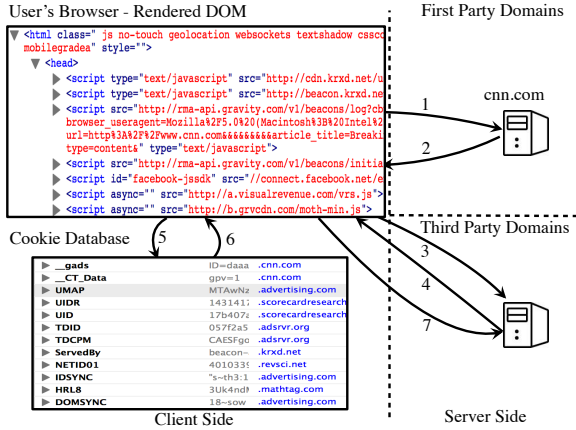 User's Browser - Rendered DOM
First Party Domains
<html class=" js no-touch geolocation websockets textshadow cssco
mobilegradea" style="">
<head>
<script type="text/javascript" src="http://cdn.krxd.net/u
<script type="text/javascript" src="http://beacon.krxd.ne
<script src="http://rma-api.gravity.com/v1/beacons/log?cb
browser_useragent=Mozilla%2F5.0%20(Macintosh%3B%20Intel%2
url=http%3A%2F%2Fwww.cnn.com&&&&&&&&&article_title=Breaki
type=content&" type="text/javascript">
<script src="http://rma-api.gravity.com/v1/beacons/initia
<script id="facebook-jssdk" src="//connect.facebook.net/e
<script async="" src="http://a.visualrevenue.com/vrs.js">
<script async="" src="http://b.grvcdn.com/moth-min.js">
1
cnn.com
2
Cookie Database
5
6
Third Party Domains
3
4
7
__gads ID=daaa .cnn.com
__CT_Data gpv=1 .cnn.com
UMAP MTAwNz .advertising.com
UIDR 1431417 .scorecardresearch
UID 17b407a .scorecardresearch
TDID 057f2a5 .adsrvr.org
TDCPM CAESFgo .adsrvr.org
ServedBy beacon- .krxd.net
NETID01 4010339 .revsci.net
IDSYNC "s~th3:1 .advertising.com
HRL8 3Uk4ndM .mathtag.com
DOMSYNC 18~sow .advertising.com
Client Side
Server Side